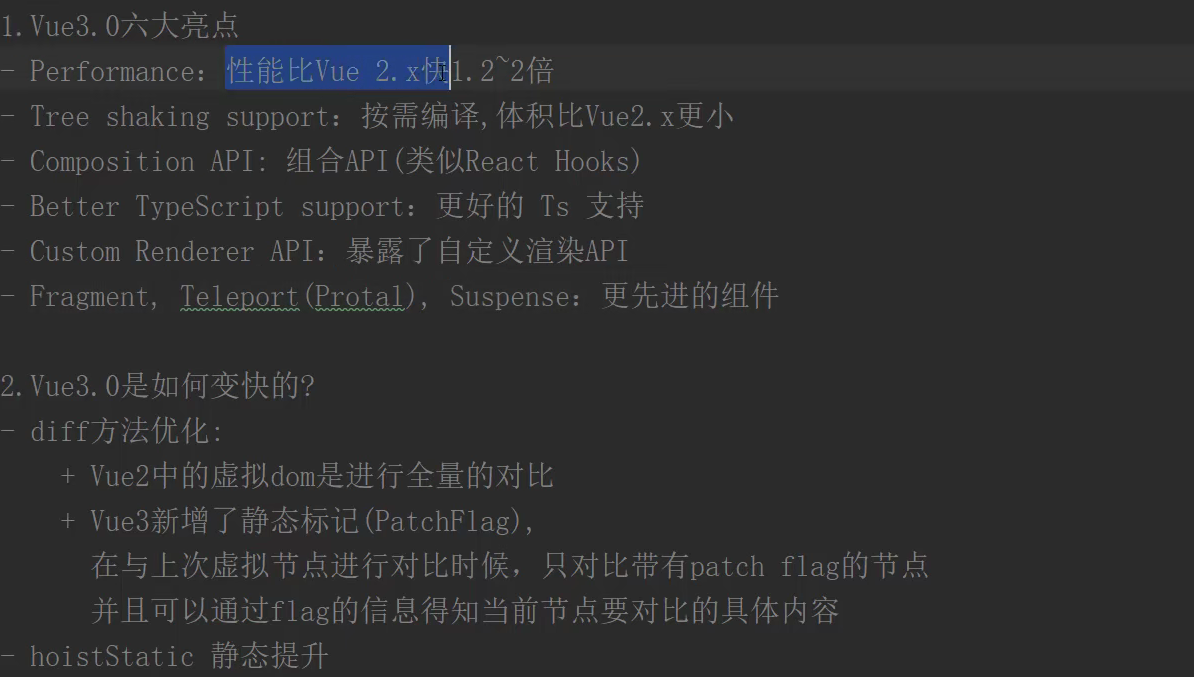 1.Vue3.0六大亮点
- Performance：性能比Vue 2.x快1.2~2倍
- Tree shaking support：按需编译,体积比Vue2.x更小
- Composition API: 组合API(类似React Hooks)
- Better TypeScript support：更好的 Ts 支持
- Custom Renderer API：暴露了自定义渲染API
- Fragment, Teleport(Protal), Suspense：更先进的组件
2.Vue3.0是如何变快的?
- diff方法优化:
+ Vue2中的虚拟dom是进行全量的对比
+ Vue3新增了静态标记(PatchFlag),
在与上次虚拟节点进行对比时候，只对比带有patch flag的节点
并且可以通过flag的信息得知当前节点要对比的具体内容
- hoistStatic 静态提升